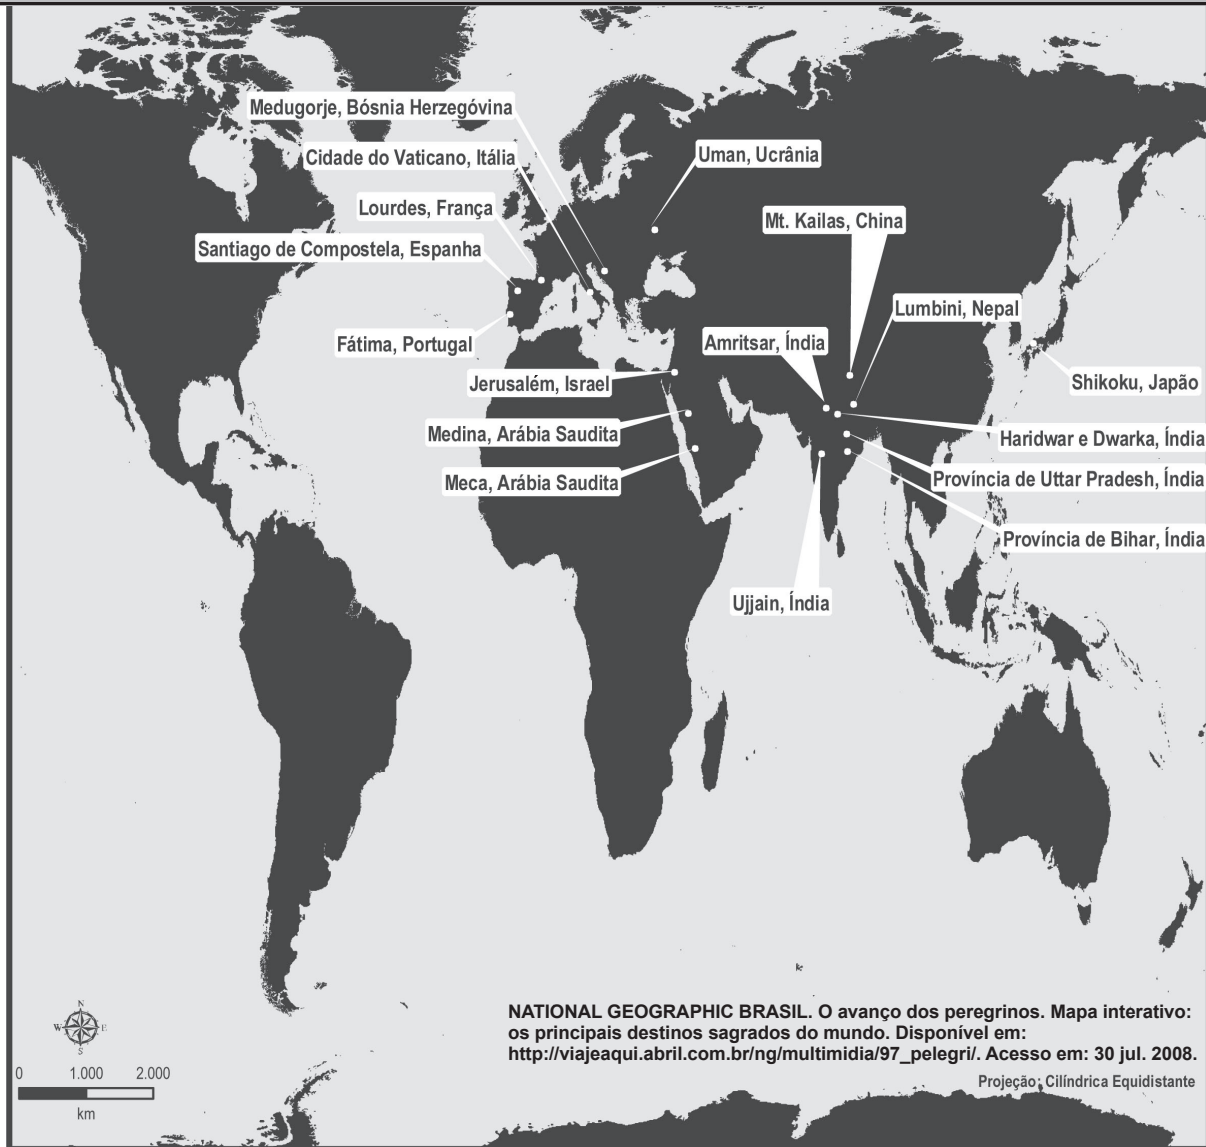 Medugorje, Bósnia Herzegóvina
Cidade do Vaticano, Itália
Uman, Ucrânia
Lourdes, França
Mt. Kailas, China
Santiago de Compostela, Espanha
Lumbini, Nepal
Fátima, Portugal
Amritsar, Índia
Jerusalém, Israel
Shikoku, Japão
Medina, Arábia Saudita
Haridwar e Dwarka, Índia
Meca, Arábia Saudita
Província de Uttar Pradesh, Índia
Província de Bihar, Índia
Ujjain, Índia
N
W E
S
NATIONAL GEOGRAPHIC BRASIL. O avanço dos peregrinos. Mapa interativo:
os principais destinos sagrados do mundo. Disponível em:
http://viajeaqui.abril.com.br/ng/multimidia/97_pelegri/. Acesso em: 30 jul. 2008.
Projeção: Cilíndrica Equidistante
0 1.000 2.000
km